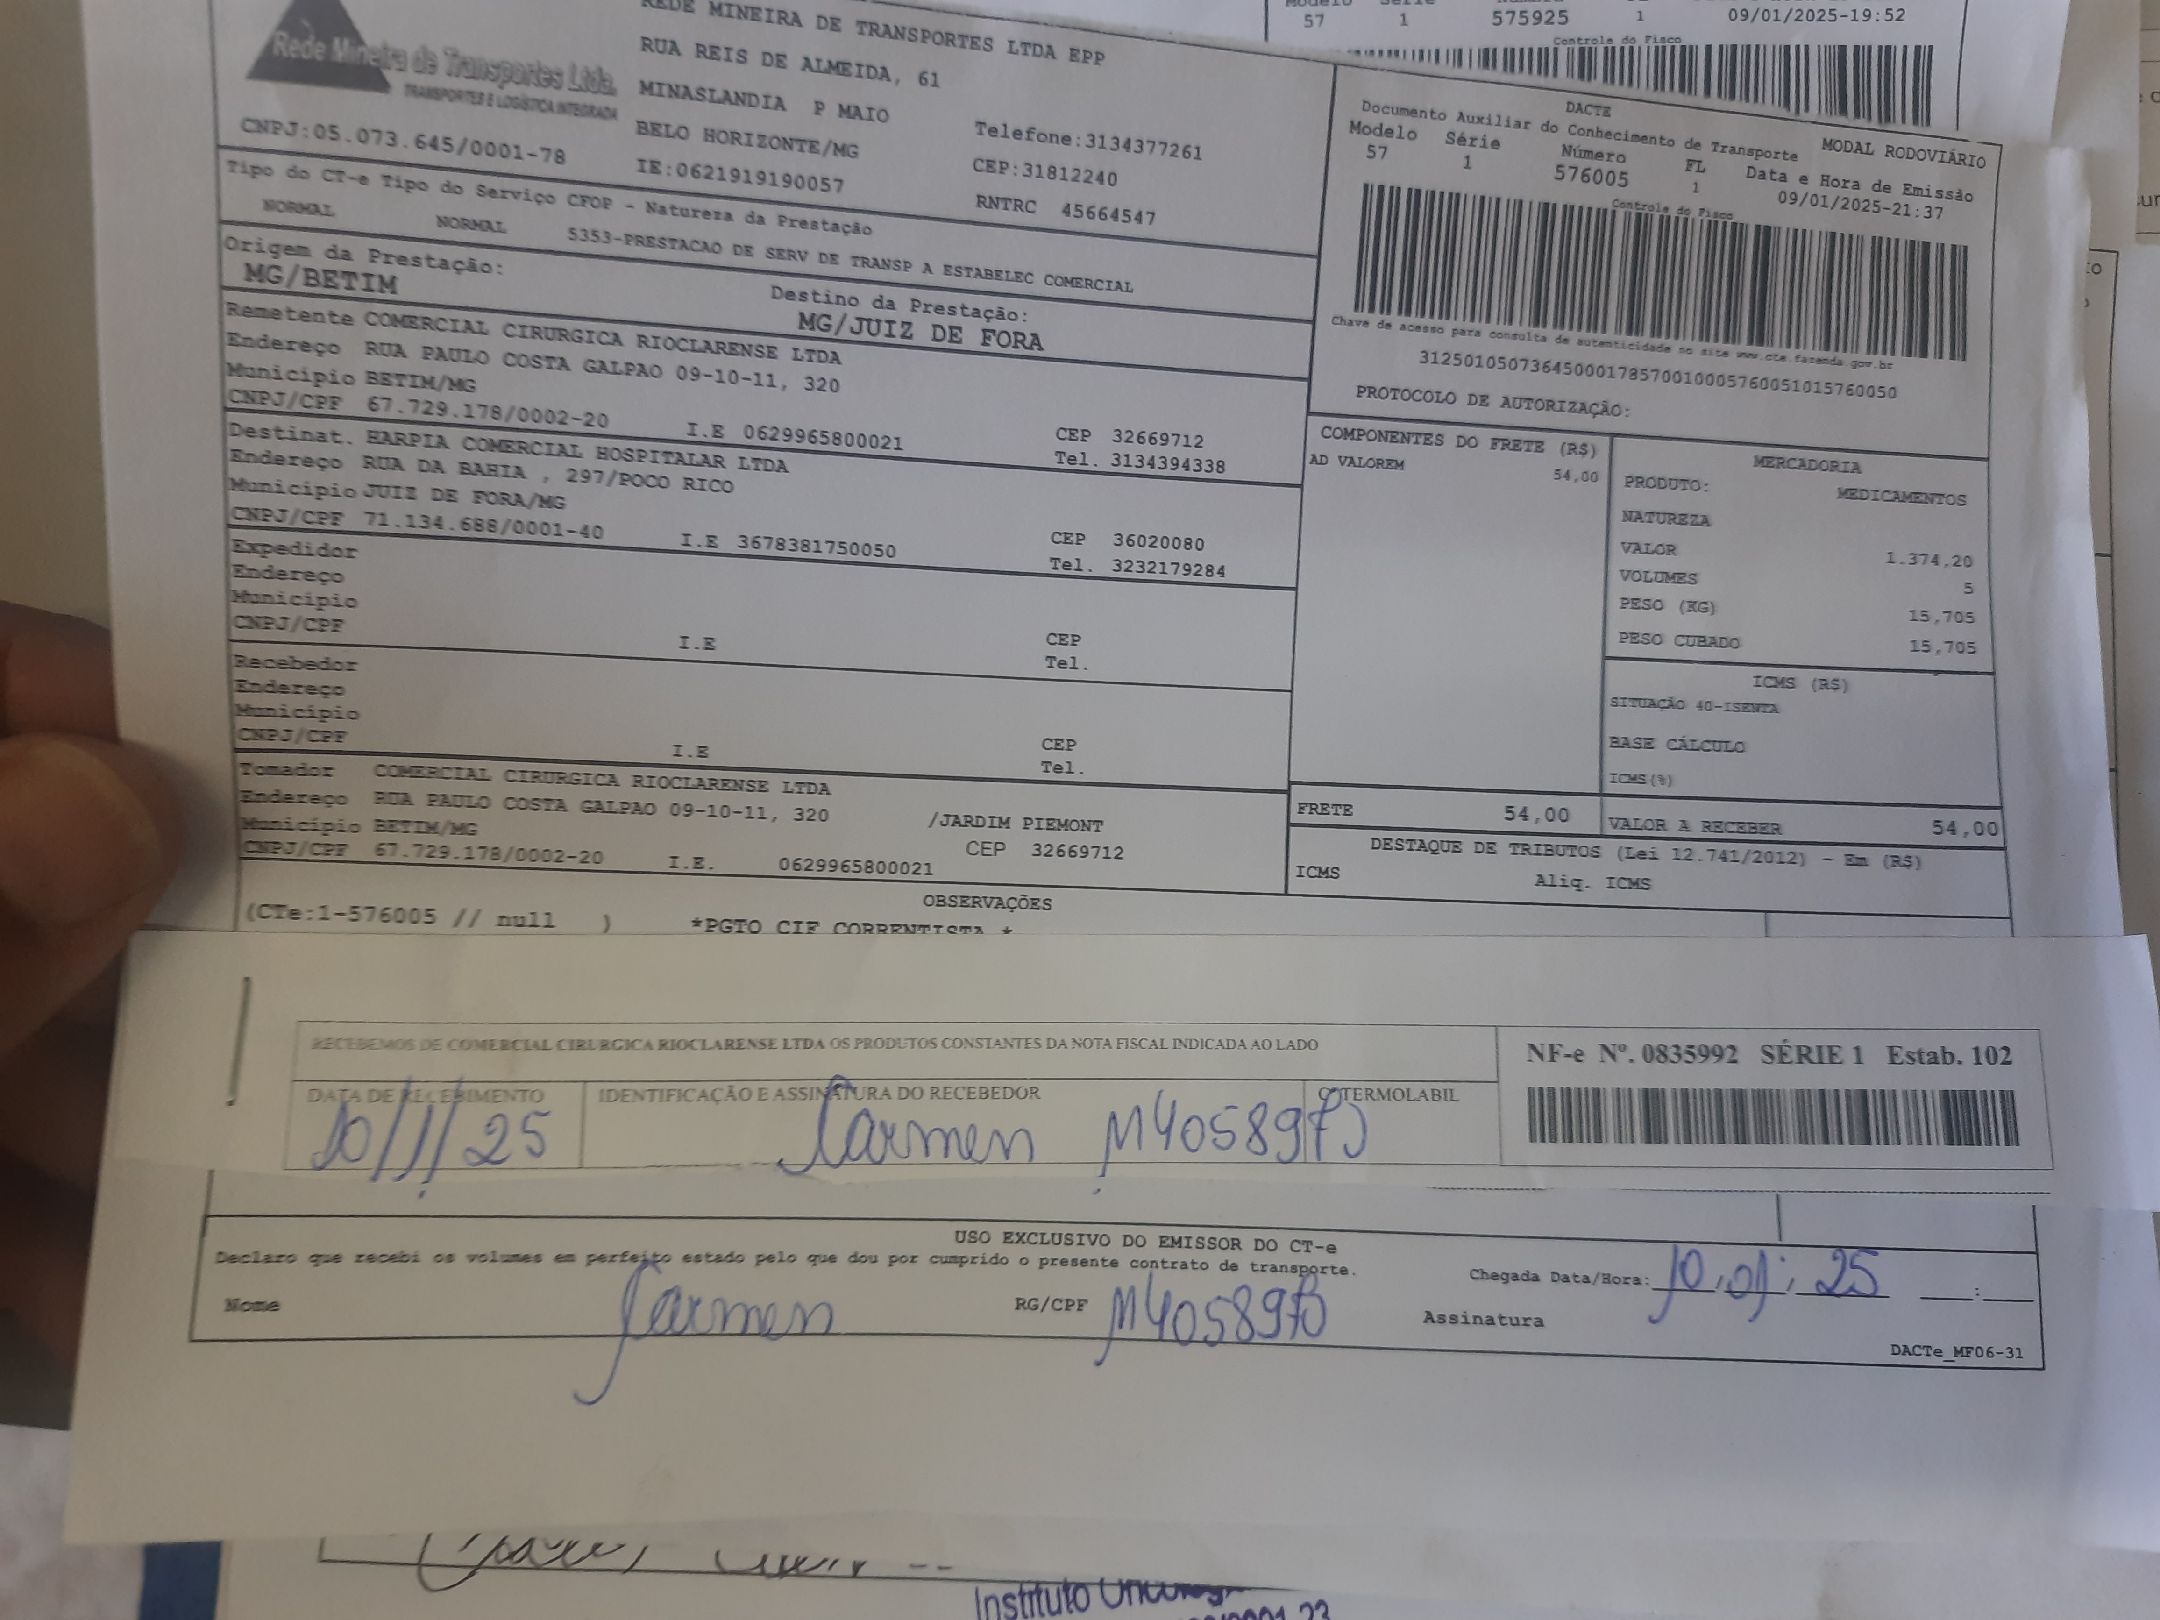 Modelo Série
57 1 575925 1 09/01/2025-19:52
Controle do Fisco
Rede Mineira de Transportes Ltda.
TRANSPORTES E LOGÍSTICA INTEGRADA
CNPJ:05.073.645/0001-78
REDE MINEIRA DE TRANSPORTES LTDA EPP
RUA REIS DE ALMEIDA, 61
MINASLANDIA P MAIO
BELO HORIZONTE/MG Telefone:3134377261
IE:0621919190057 CEP:31812240
RNTRC 45664547
DACTE
Documento Auxiliar do Conhecimento de Transporte MODAL RODOVIÁRIO
Modelo Série Número FL Data e Hora de Emissão
57 1 576005 1 09/01/2025-21:37
Controle do Fisco
Chave de acesso para consulta de autenticidade no site www.cte.fazenda.gov.br
31250105073645000178570010005760051015760050
PROTOCOLO DE AUTORIZAÇÃO:
Tipo do CT-e Tipo do Serviço CFOP - Natureza da Prestação
NORMAL NORMAL 5353-PRESTACAO DE SERV DE TRANSP A ESTABELEC COMERCIAL
Origem da Prestação: Destino da Prestação:
MG/BETIM MG/JUIZ DE FORA
Remetente COMERCIAL CIRURGICA RIOCLARENSE LTDA
Endereço RUA PAULO COSTA GALPAO 09-10-11, 320
Município BETIM/MG CEP 32669712
CNPJ/CPF 67.729.178/0002-20 I.E 0629965800021 Tel. 3134394338
Destinat. HARPIA COMERCIAL HOSPITALAR LTDA
Endereço RUA DA BAHIA , 297/POCO RICO
Município JUIZ DE FORA/MG CEP 36020080
CNPJ/CPF 71.134.688/0001-40 I.E 3678381750050 Tel. 3232179284
Expedidor
Endereço
Município CEP
CNPJ/CPF I.E Tel.
Recebedor
Endereço
Município CEP
CNPJ/CPF I.E Tel.
Tomador COMERCIAL CIRURGICA RIOCLARENSE LTDA
Endereço RUA PAULO COSTA GALPAO 09-10-11, 320 /JARDIM PIEMONT
Município BETIM/MG CEP 32669712
CNPJ/CPF 67.729.178/0002-20 I.E. 0629965800021
COMPONENTES DO FRETE (R$)
AD VALOREM 54,00
MERCADORIA
PRODUTO: MEDICAMENTOS
NATUREZA
VALOR 1.374,20
VOLUMES 5
PESO (KG) 15,705
PESO CUBADO 15,705
ICMS (R$)
SITUAÇÃO 40-ISENTA
BASE CÁLCULO
ICMS(%)
FRETE 54,00 VALOR A RECEBER 54,00
DESTAQUE DE TRIBUTOS (Lei 12.741/2012) - Em (R$)
ICMS Aliq. ICMS
OBSERVAÇÕES
(CTe:1-576005 // null ) *PGTO CIF CORRENTISTA *
RECEBEMOS DE COMERCIAL CIRURGICA RIOCLARENSE LTDA OS PRODUTOS CONSTANTES DA NOTA FISCAL INDICADA AO LADO
NF-e Nº. 0835992 SÉRIE 1 Estab. 102
DATA DE RECEBIMENTO IDENTIFICAÇÃO E ASSINATURA DO RECEBEDOR TERMOLABIL
10/1/25 Carmen
USO EXCLUSIVO DO EMISSOR DO CT-e
Declaro que recebi os volumes em perfeito estado pelo que dou por cumprido o presente contrato de transporte.
Chegada Data/Hora: 10,01, 25 __:__
Nome Carmen RG/CPF Assinatura
DACTe_MF06-31
Instituto